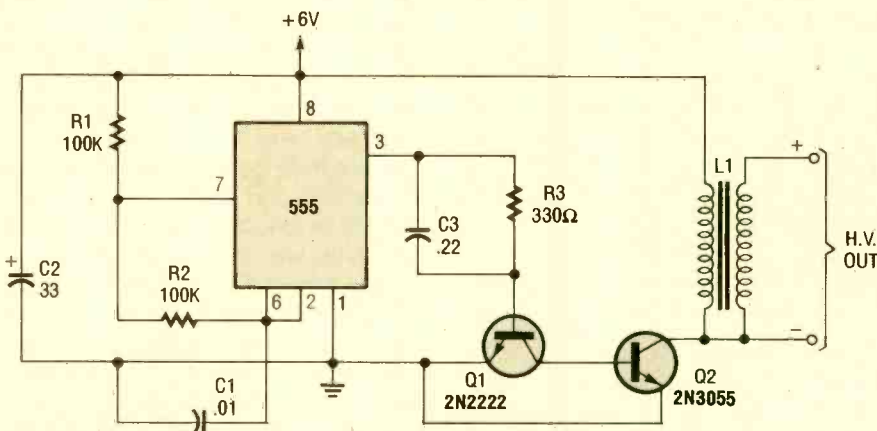 +6V
R1
100K
8
3
7
555
C3
.22
R3
330Ω
L1
+
H.V.
OUT
−
+
C2
33
R2
100K
6
2
1
C1
.01
Q1
2N2222
Q2
2N3055